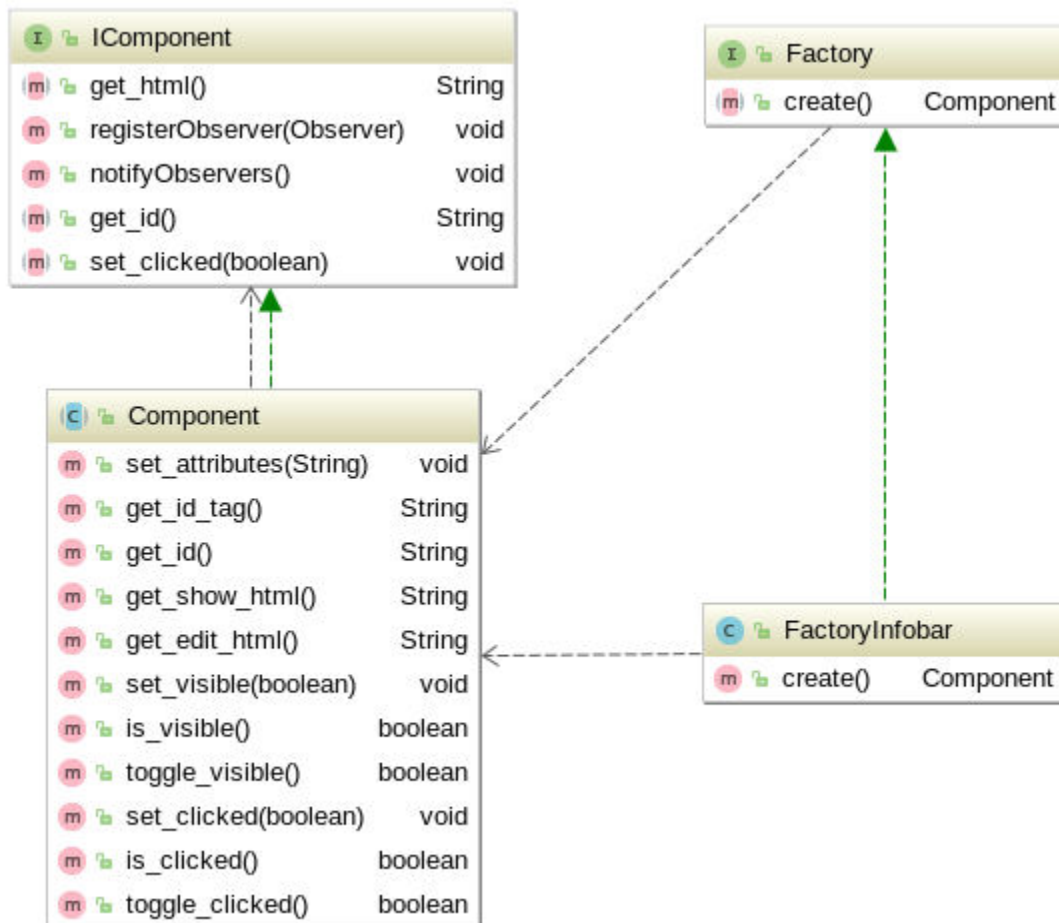 I IComponent
m get_html() String
m registerObserver(Observer) void
m notifyObservers() void
m get_id() String
m set_clicked(boolean) void
I Factory
m create() Component
C Component
m set_attributes(String) void
m get_id_tag() String
m get_id() String
m get_show_html() String
m get_edit_html() String
m set_visible(boolean) void
m is_visible() boolean
m toggle_visible() boolean
m set_clicked(boolean) void
m is_clicked() boolean
m toggle_clicked() boolean
C FactoryInfobar
m create() Component